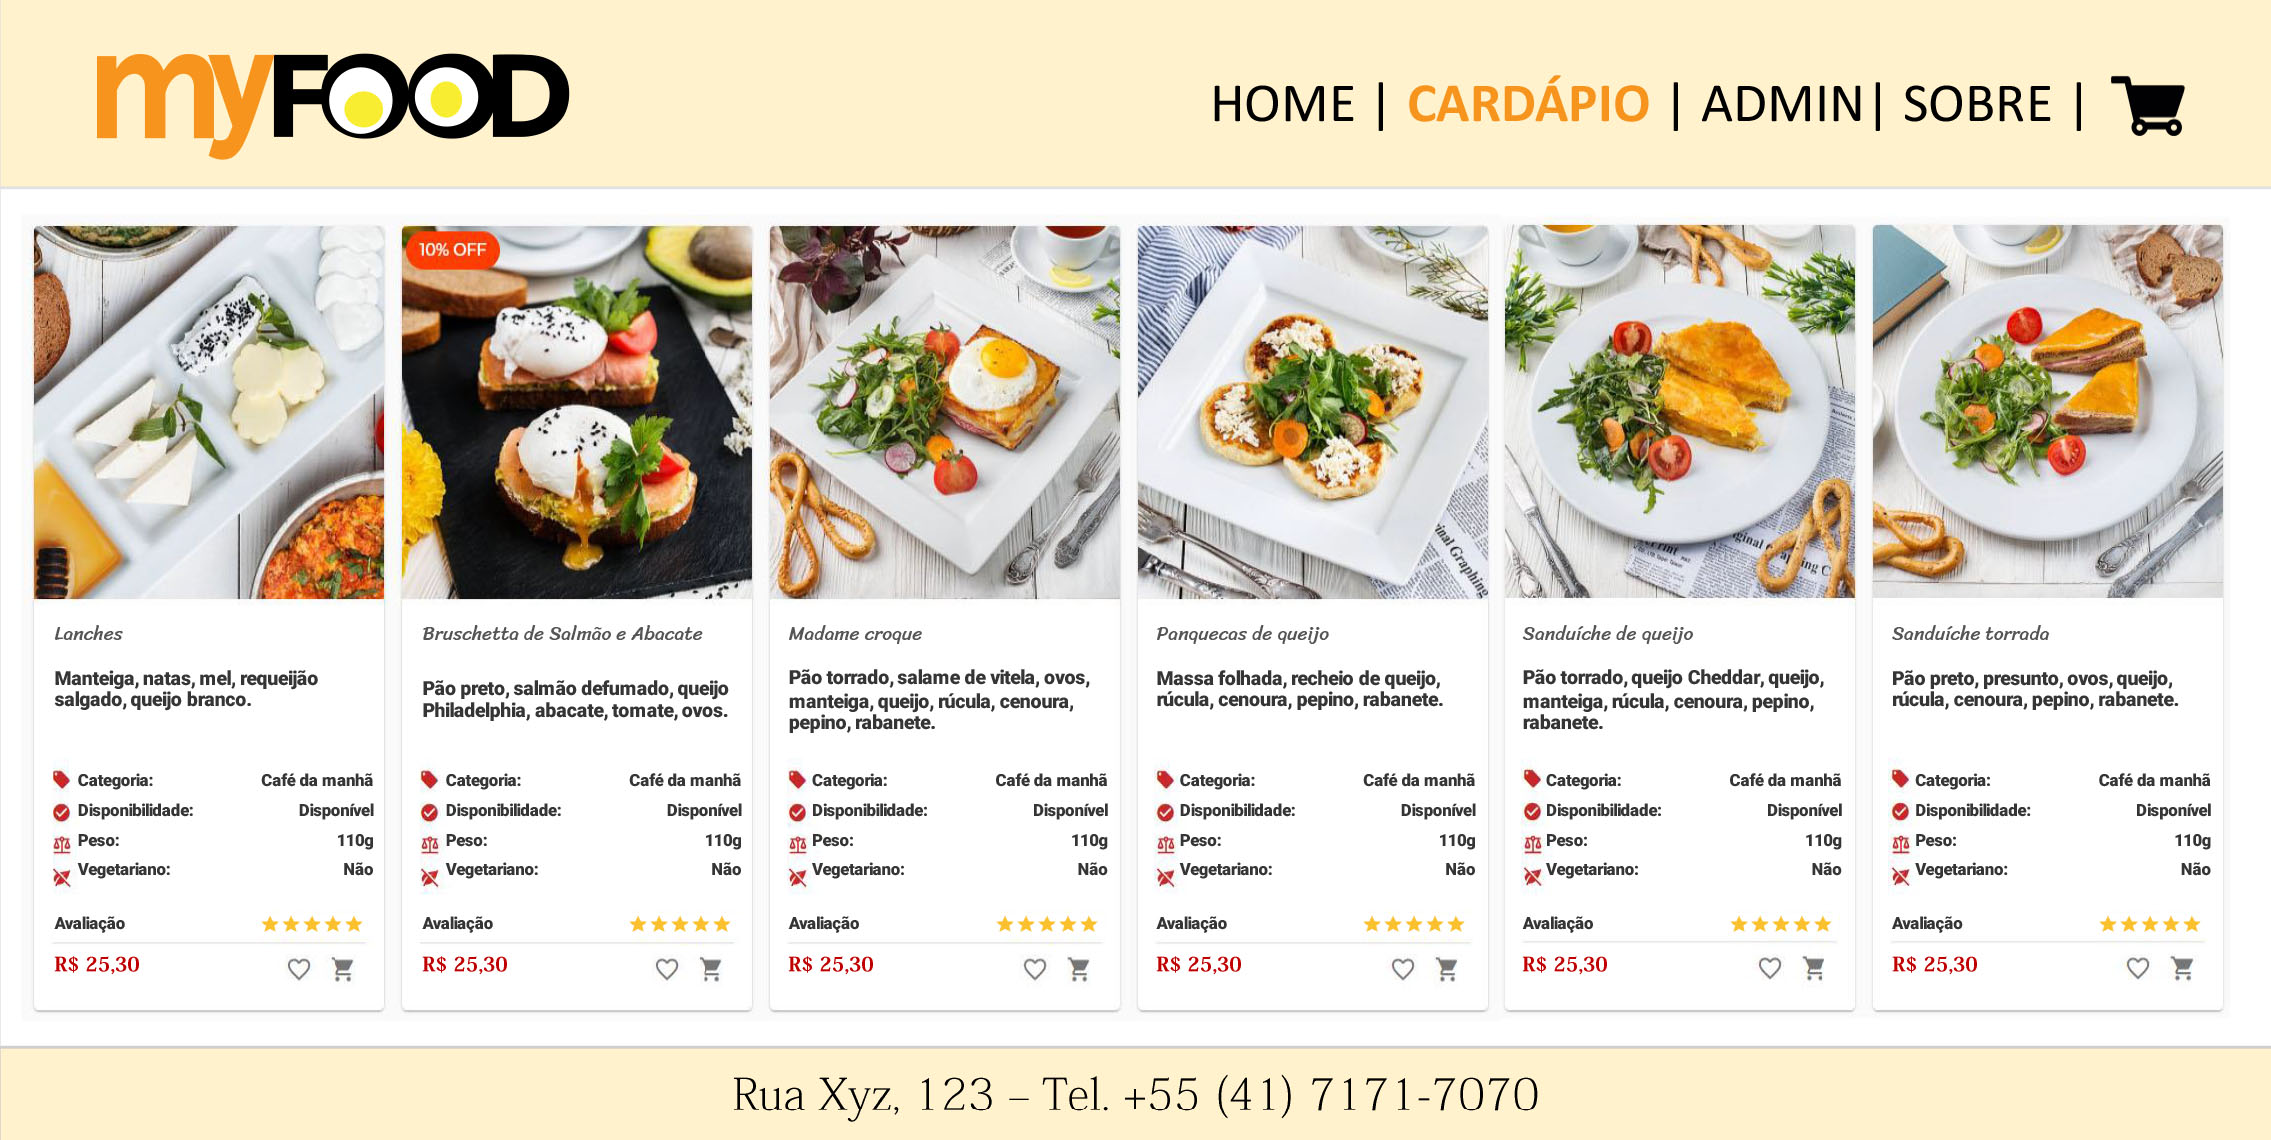 myFOOD
HOME | CARDÁPIO | ADMIN| SOBRE |
10% OFF
Lanches
Manteiga, natas, mel, requeijão
salgado, queijo branco.
Categoria: Café da manhã
Disponibilidade: Disponível
Peso: 110g
Vegetariano: Não
Avaliação
R$ 25,30
Bruschetta de Salmão e Abacate
Pão preto, salmão defumado, queijo
Philadelphia, abacate, tomate, ovos.
Categoria: Café da manhã
Disponibilidade: Disponível
Peso: 110g
Vegetariano: Não
Avaliação
R$ 25,30
Madame croque
Pão torrado, salame de vitela, ovos,
manteiga, queijo, rúcula, cenoura,
pepino, rabanete.
Categoria: Café da manhã
Disponibilidade: Disponível
Peso: 110g
Vegetariano: Não
Avaliação
R$ 25,30
Panquecas de queijo
Massa folhada, recheio de queijo,
rúcula, cenoura, pepino, rabanete.
Categoria: Café da manhã
Disponibilidade: Disponível
Peso: 110g
Vegetariano: Não
Avaliação
R$ 25,30
Sanduíche de queijo
Pão torrado, queijo Cheddar, queijo,
manteiga, rúcula, cenoura, pepino,
rabanete.
Categoria: Café da manhã
Disponibilidade: Disponível
Peso: 110g
Vegetariano: Não
Avaliação
R$ 25,30
Sanduíche torrada
Pão preto, presunto, ovos, queijo,
rúcula, cenoura, pepino, rabanete.
Categoria: Café da manhã
Disponibilidade: Disponível
Peso: 110g
Vegetariano: Não
Avaliação
R$ 25,30
Rua Xyz, 123 – Tel. +55 (41) 7171-7070